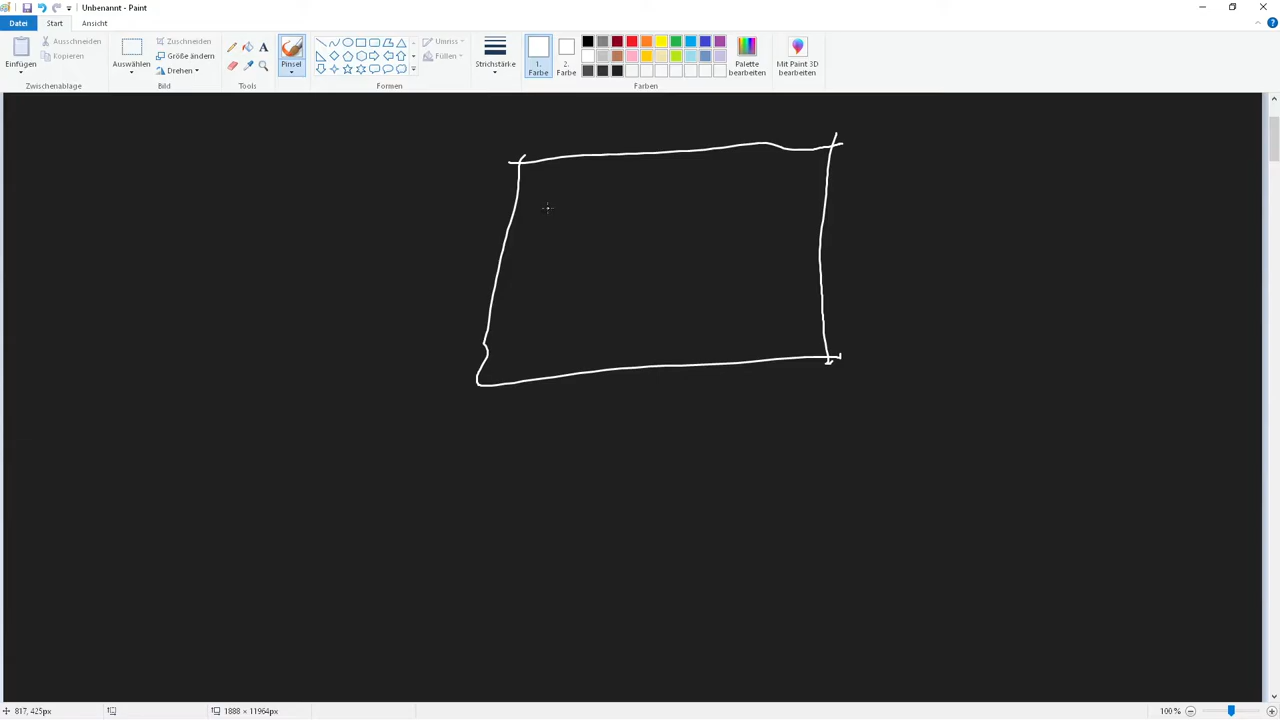 Unbenannt - Paint
Datei
Start
Ansicht
Einfügen
Ausschneiden
Kopieren
Zwischenablage
Auswählen
Zuschneiden
Größe ändern
Drehen
Bild
Tools
Pinsel
Formen
Umriss
Füllen
Strichstärke
1.
Farbe
2.
Farbe
Farben
Palette
bearbeiten
Mit Paint 3D
bearbeiten
817, 425px
1888 × 11964px
100 %